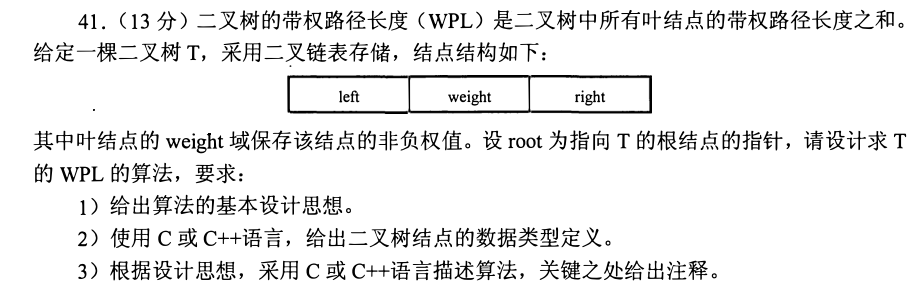 41.（13 分）二叉树的带权路径长度（WPL）是二叉树中所有叶结点的带权路径长度之和。
给定一棵二叉树 T，采用二叉链表存储，结点结构如下：
left weight right
其中叶结点的 weight 域保存该结点的非负权值。设 root 为指向 T 的根结点的指针，请设计求 T
的 WPL 的算法，要求：
1）给出算法的基本设计思想。
2）使用 C 或 C++语言，给出二叉树结点的数据类型定义。
3）根据设计思想，采用 C 或 C++语言描述算法，关键之处给出注释。